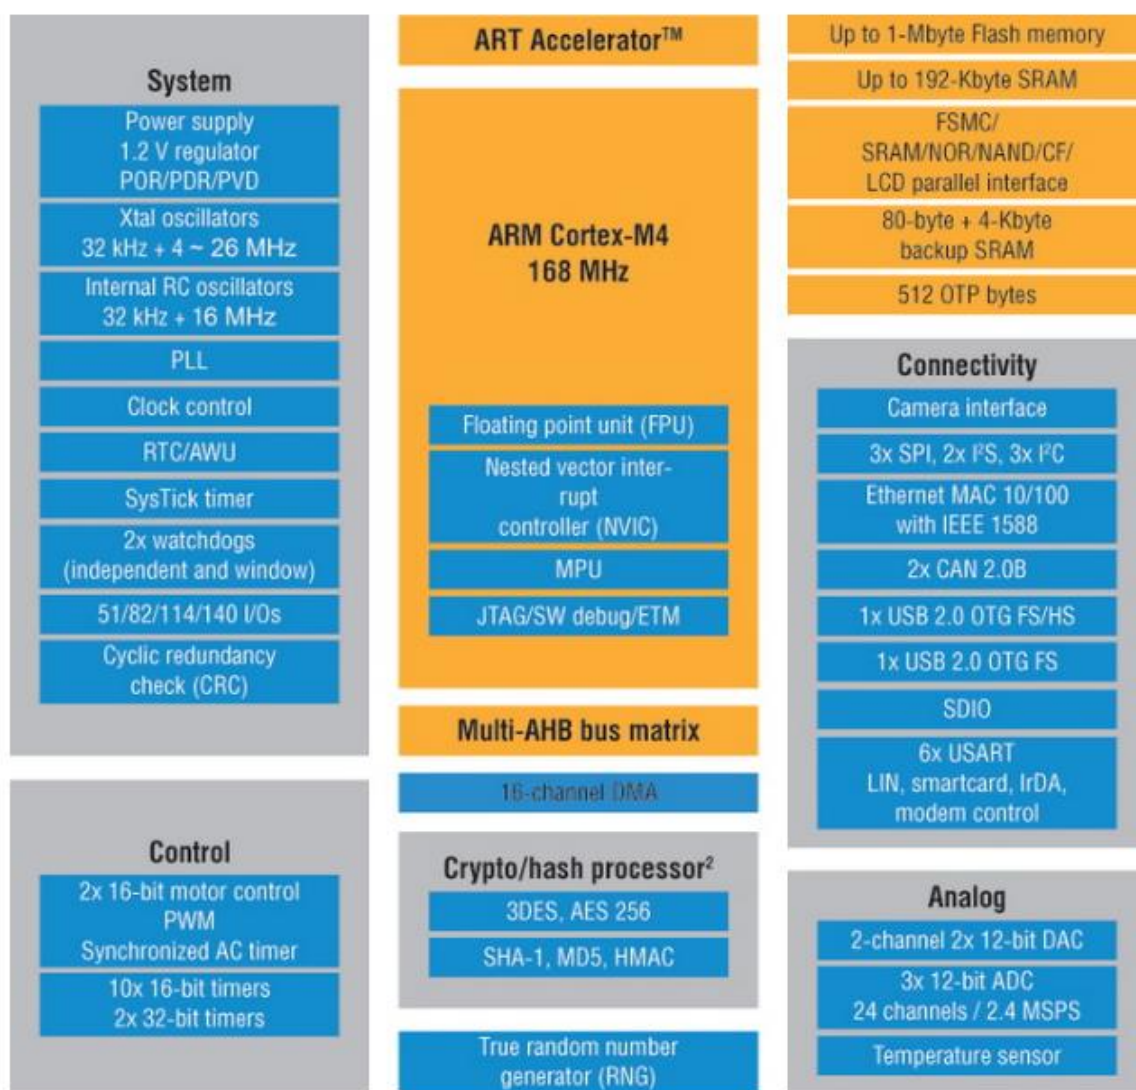 System
Power supply
1.2 V regulator
POR/PDR/PVD
Xtal oscillators
32 kHz + 4 ~ 26 MHz
Internal RC oscillators
32 kHz + 16 MHz
PLL
Clock control
RTC/AWU
SysTick timer
2x watchdogs
(independent and window)
51/82/114/140 I/Os
Cyclic redundancy
check (CRC)
Control
2x 16-bit motor control
PWM
Synchronized AC timer
10x 16-bit timers
2x 32-bit timers
ART Accelerator™
ARM Cortex-M4
168 MHz
Floating point unit (FPU)
Nested vector inter-
rupt
controller (NVIC)
MPU
JTAG/SW debug/ETM
Multi-AHB bus matrix
16-channel DMA
Crypto/hash processor²
3DES, AES 256
SHA-1, MD5, HMAC
True random number
generator (RNG)
Up to 1-Mbyte Flash memory
Up to 192-Kbyte SRAM
FSMC/
SRAM/NOR/NAND/CF/
LCD parallel interface
80-byte + 4-Kbyte
backup SRAM
512 OTP bytes
Connectivity
Camera interface
3x SPI, 2x I²S, 3x I²C
Ethernet MAC 10/100
with IEEE 1588
2x CAN 2.0B
1x USB 2.0 OTG FS/HS
1x USB 2.0 OTG FS
SDIO
6x USART
LIN, smartcard, IrDA,
modem control
Analog
2-channel 2x 12-bit DAC
3x 12-bit ADC
24 channels / 2.4 MSPS
Temperature sensor